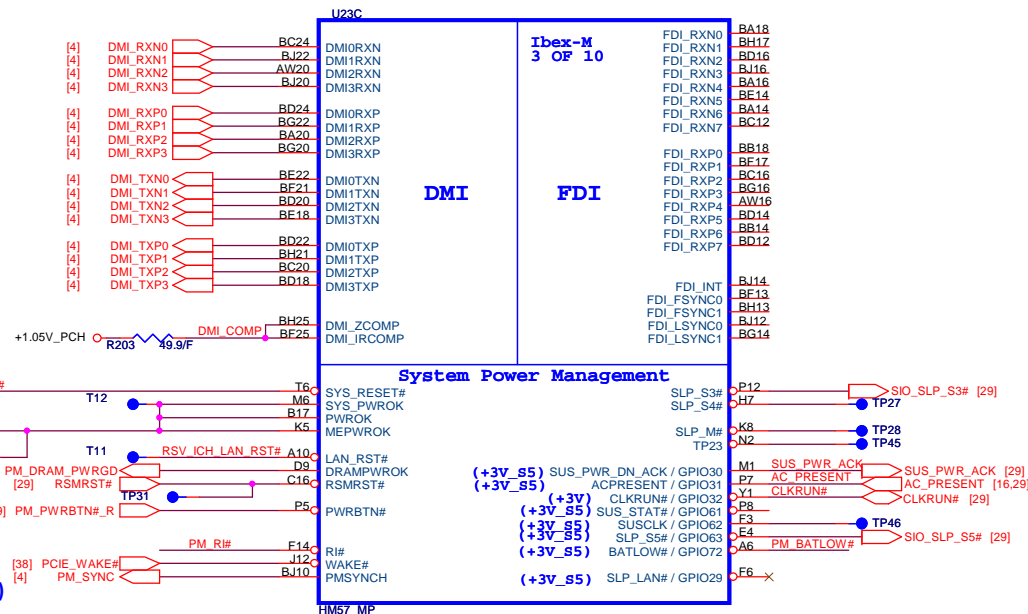 U23C
[4] DMI_RXN0 BC24 DMI0RXN
[4] DMI_RXN1 BJ22 DMI1RXN
[4] DMI_RXN2 AW20 DMI2RXN
[4] DMI_RXN3 BJ20 DMI3RXN
[4] DMI_RXP0 BD24 DMI0RXP
[4] DMI_RXP1 BG22 DMI1RXP
[4] DMI_RXP2 BA20 DMI2RXP
[4] DMI_RXP3 BG20 DMI3RXP
[4] DMI_TXN0 BE22 DMI0TXN
[4] DMI_TXN1 BF21 DMI1TXN
[4] DMI_TXN2 BD20 DMI2TXN
[4] DMI_TXN3 BE18 DMI3TXN
[4] DMI_TXP0 BD22 DMI0TXP
[4] DMI_TXP1 BH21 DMI1TXP
[4] DMI_TXP2 BC20 DMI2TXP
[4] DMI_TXP3 BD18 DMI3TXP
BH25 DMI_ZCOMP
+1.05V_PCH R203 49.9/F DMI_COMP BF25 DMI_IRCOMP
DMI
Ibex-M
3 OF 10
FDI
FDI_RXN0 BA18
FDI_RXN1 BH17
FDI_RXN2 BD16
FDI_RXN3 BJ16
FDI_RXN4 BA16
FDI_RXN5 BE14
FDI_RXN6 BA14
FDI_RXN7 BC12
FDI_RXP0 BB18
FDI_RXP1 BF17
FDI_RXP2 BC16
FDI_RXP3 BG16
FDI_RXP4 AW16
FDI_RXP5 BD14
FDI_RXP6 BB14
FDI_RXP7 BD12
FDI_INT BJ14
FDI_FSYNC0 BF13
FDI_FSYNC1 BH13
FDI_LSYNC0 BJ12
FDI_LSYNC1 BG14
System Power Management
# T6 SYS_RESET#
T12 M6 SYS_PWROK
B17 PWROK
K5 MEPWROK
T11 RSV_ICH_LAN_RST# A10 LAN_RST#
PM_DRAM_PWRGD D9 DRAMPWROK
[29] RSMRST# C16 RSMRST#
TP31
9] PM_PWRBTN#_R P5 PWRBTN#
PM_RI# F14 RI#
[38] PCIE_WAKE# J12 WAKE#
[4] PM_SYNC BJ10 PMSYNCH
SLP_S3# P12 SIO_SLP_S3# [29]
SLP_S4# H7 TP27
SLP_M# K8 TP28
TP23 N2 TP45
(+3V_S5) SUS_PWR_DN_ACK / GPIO30 M1 SUS_PWR_ACK SUS_PWR_ACK [29]
(+3V_S5) ACPRESENT / GPIO31 P7 AC_PRESENT AC_PRESENT [16,29]
(+3V) CLKRUN# / GPIO32 Y1 CLKRUN# CLKRUN# [29]
(+3V_S5) SUS_STAT# / GPIO61 P8
(+3V_S5) SUSCLK / GPIO62 F3 TP46
(+3V_S5) SLP_S5# / GPIO63 E4 SIO_SLP_S5# [29]
(+3V_S5) BATLOW# / GPIO72 A6 PM_BATLOW#
(+3V_S5) SLP_LAN# / GPIO29 F6
)
HM57_MP